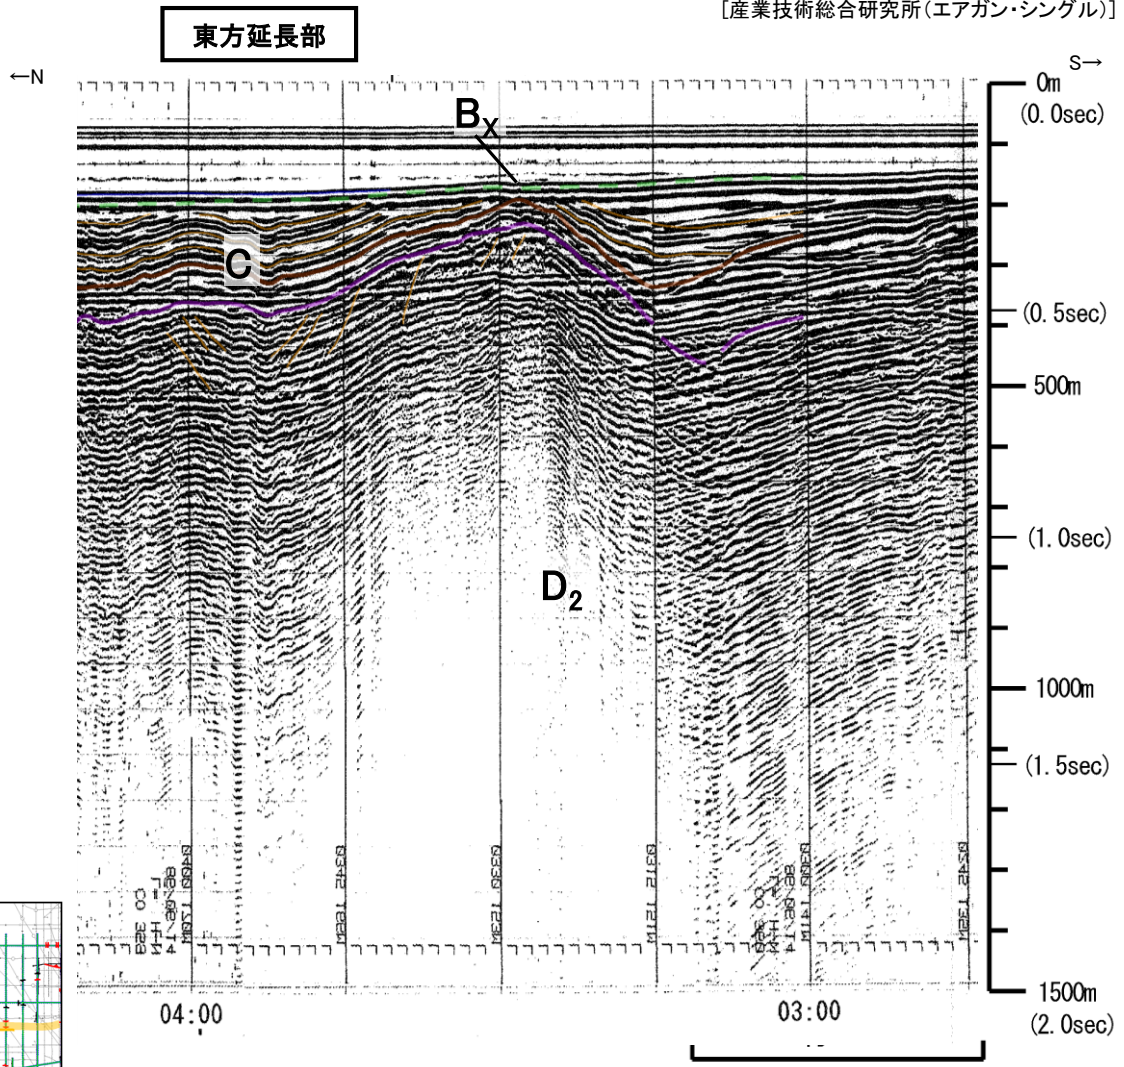 [産業技術総合研究所(エアガン・シングル)]
東方延長部
←N
S→
0m
(0.0sec)
Bx
C
(0.5sec)
500m
(1.0sec)
D2
1000m
(1.5sec)
04:00
03:00
1500m
(2.0sec)